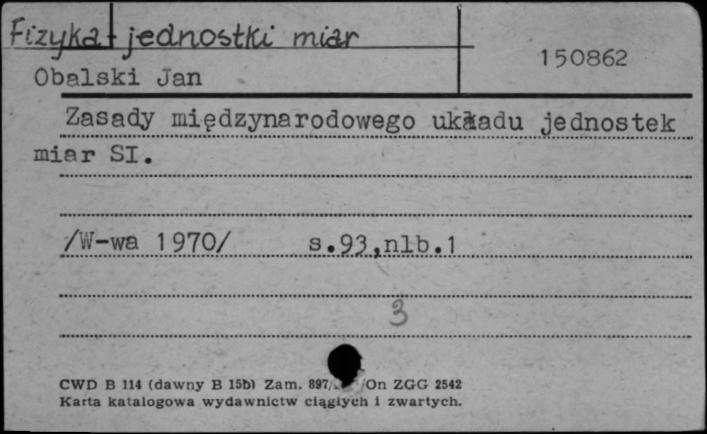 Fizyka - jednostki miar
150862
Obalski Jan
Zasady międzynarodowego układu jednostek
miar SI.
/W-wa 1970/ s.93,nlb.1
3
CWD B 114 (dawny B 15b) Zam. 897/ /On ZGG 2542
Karta katalogowa wydawnictw ciągłych i zwartych.